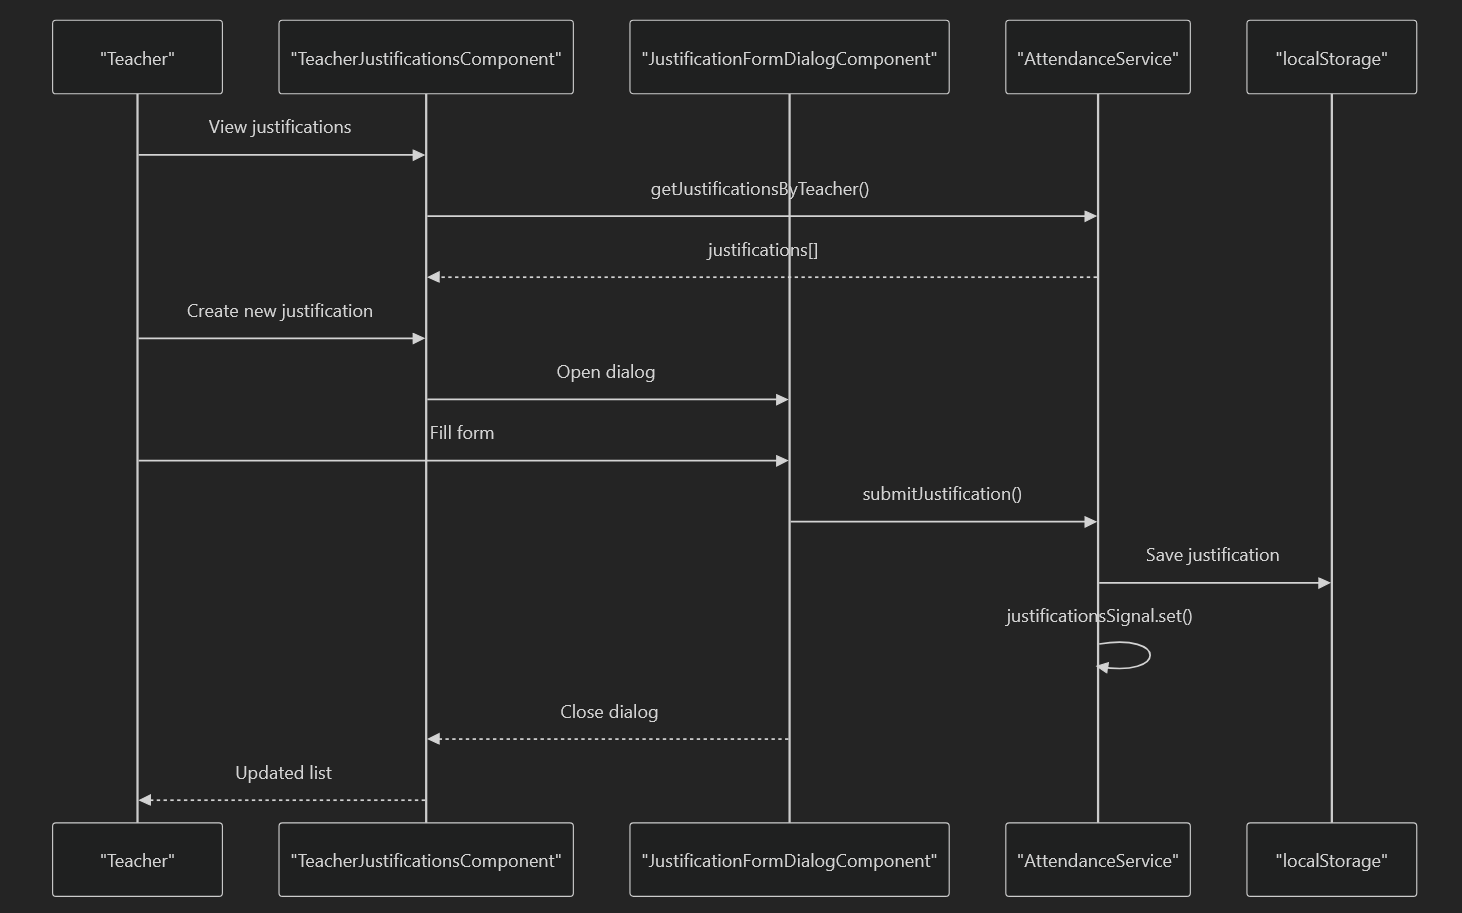 "Teacher"
"TeacherJustificationsComponent"
"JustificationFormDialogComponent"
"AttendanceService"
"localStorage"
View justifications
getJustificationsByTeacher()
justifications[]
Create new justification
Open dialog
Fill form
submitJustification()
Save justification
justificationsSignal.set()
Close dialog
Updated list
"Teacher"
"TeacherJustificationsComponent"
"JustificationFormDialogComponent"
"AttendanceService"
"localStorage"